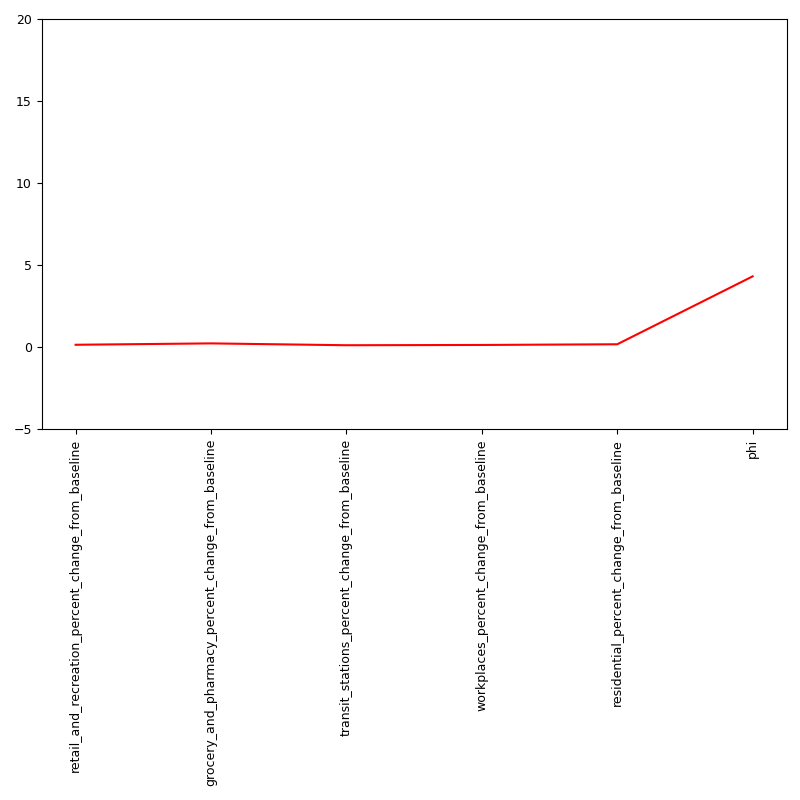 20
15
10
5
0
−5
retail_and_recreation_percent_change_from_baseline
grocery_and_pharmacy_percent_change_from_baseline
transit_stations_percent_change_from_baseline
workplaces_percent_change_from_baseline
residential_percent_change_from_baseline
phi